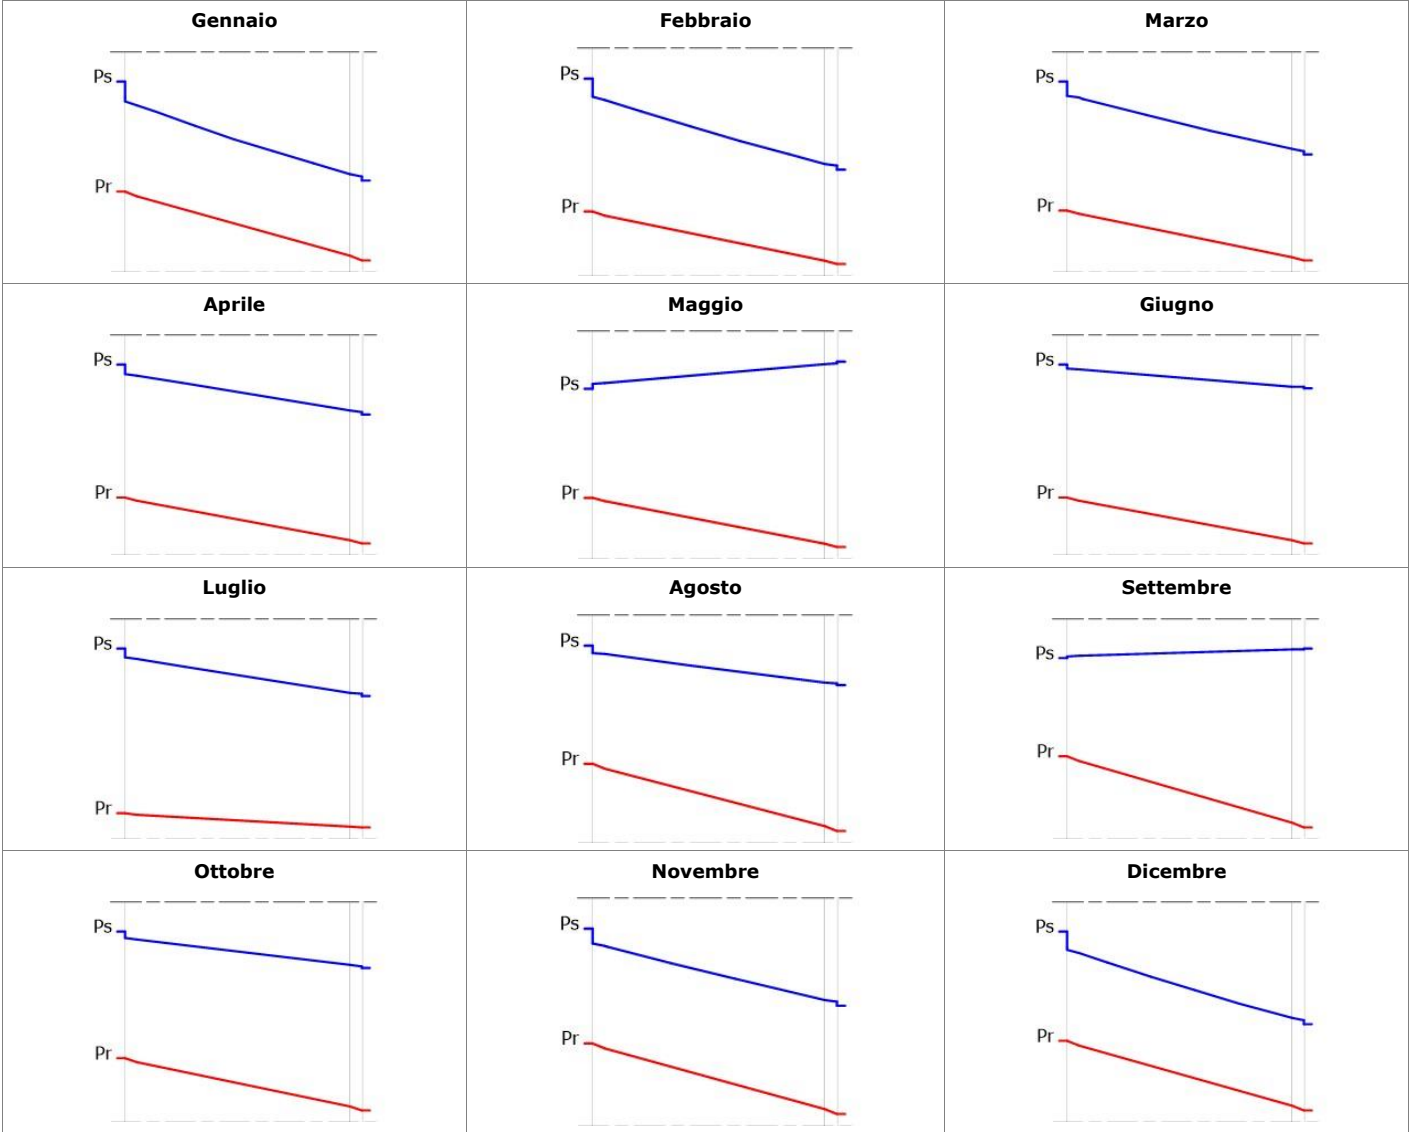 Gennaio Febbraio Marzo
Ps Ps Ps
Pr Pr Pr
Aprile Maggio Giugno
Ps Ps Ps
Pr Pr Pr
Luglio Agosto Settembre
Ps Ps Ps
Pr Pr Pr
Ottobre Novembre Dicembre
Ps Ps Ps
Pr Pr Pr